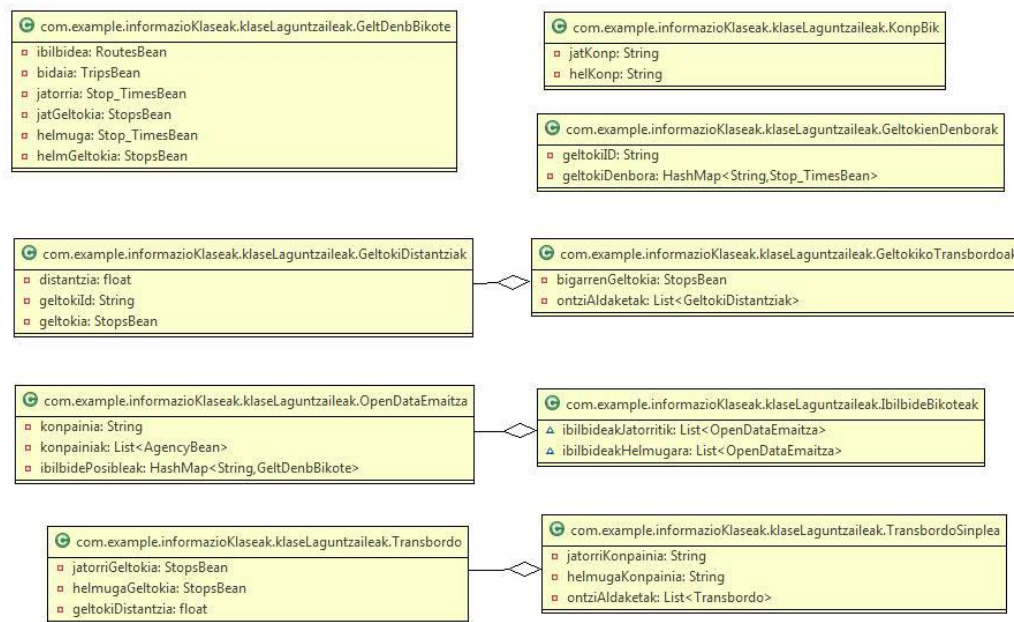 com.example.informazioKlaseak.klaseLaguntzaileak.GeltDenbBikote
ibilbidea: RoutesBean
bidaia: TripsBean
jatorria: Stop_TimesBean
jatGeltokia: StopsBean
helmuga: Stop_TimesBean
helmGeltokia: StopsBean
com.example.informazioKlaseak.klaseLaguntzaileak.KonpBik
jatKonp: String
helKonp: String
com.example.informazioKlaseak.klaseLaguntzaileak.GeltokienDenborak
geltokiID: String
geltokiDenbora: HashMap<String,Stop_TimesBean>
com.example.informazioKlaseak.klaseLaguntzaileak.GeltokiDistantziak
distantzia: float
geltokiId: String
geltokia: StopsBean
com.example.informazioKlaseak.klaseLaguntzaileak.GeltokikoTransbordoak
bigarrenGeltokia: StopsBean
ontziAldaketak: List<GeltokiDistantziak>
com.example.informazioKlaseak.klaseLaguntzaileak.OpenDataEmaitza
konpainia: String
konpainiak: List<AgencyBean>
ibilbidePosibleak: HashMap<String,GeltDenbBikote>
com.example.informazioKlaseak.klaseLaguntzaileak.IbilbideBikoteak
ibilbideakJatorritik: List<OpenDataEmaitza>
ibilbideakHelmugara: List<OpenDataEmaitza>
com.example.informazioKlaseak.klaseLaguntzaileak.Transbordo
jatorriGeltokia: StopsBean
helmugaGeltokia: StopsBean
geltokiDistantzia: float
com.example.informazioKlaseak.klaseLaguntzaileak.TransbordoSinplea
jatorriKonpainia: String
helmugaKonpainia: String
ontziAldaketak: List<Transbordo>